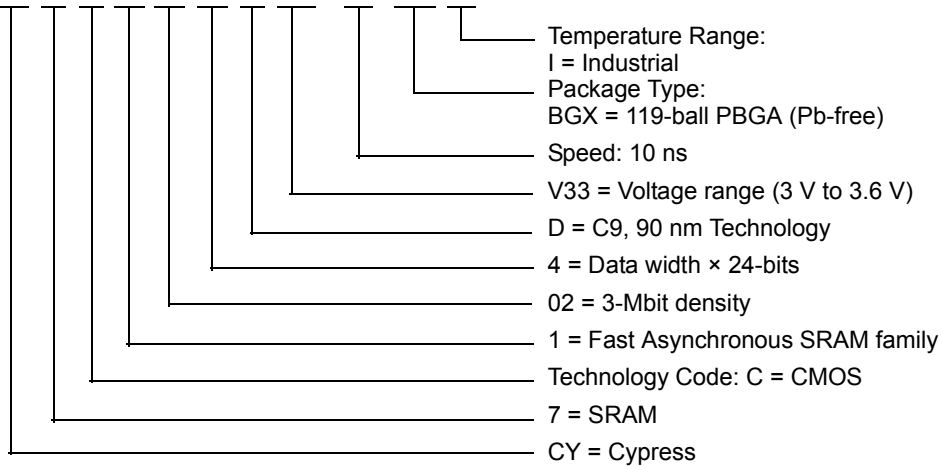 Temperature Range:
I = Industrial
Package Type:
BGX = 119-ball PBGA (Pb-free)
Speed: 10 ns
V33 = Voltage range (3 V to 3.6 V)
D = C9, 90 nm Technology
4 = Data width × 24-bits
02 = 3-Mbit density
1 = Fast Asynchronous SRAM family
Technology Code: C = CMOS
7 = SRAM
CY = Cypress